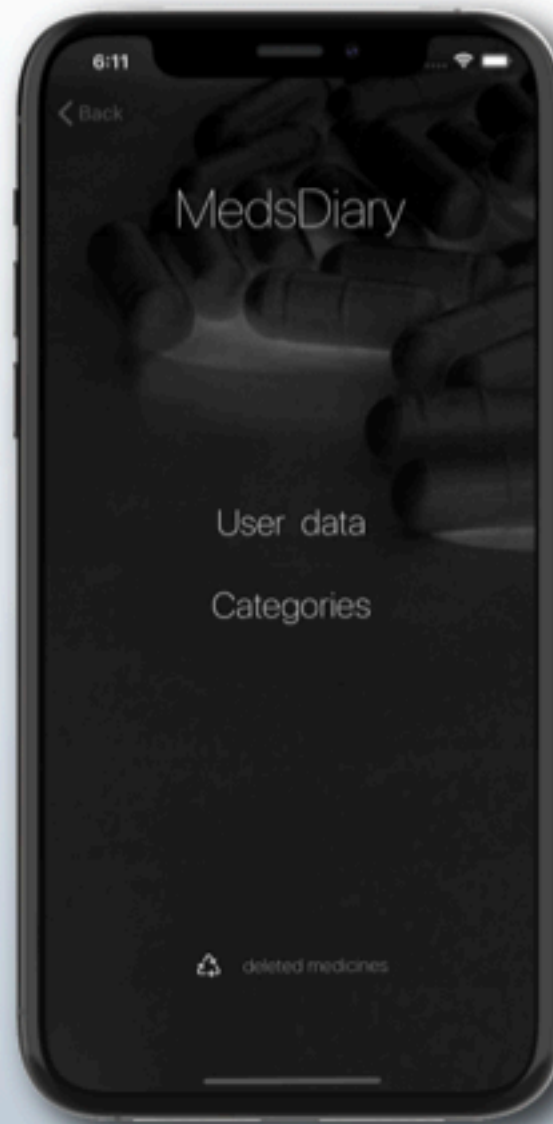 6:11
Back
MedsDiary
User data
Categories
deleted medicines